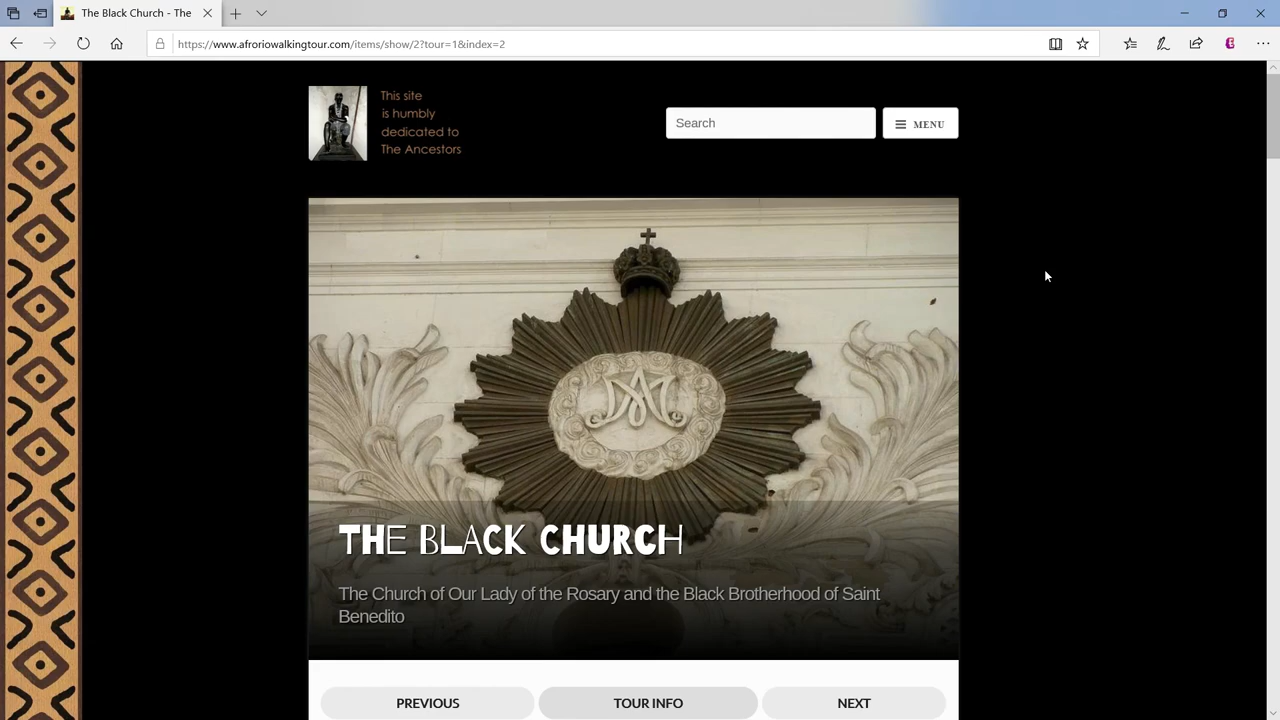 The Black Church - The
https://www.afroriowalkingtour.com/items/show/2?tour=1&index=2
This site
is humbly
dedicated to
The Ancestors
Search
MENU
THE BLACK CHURCH
The Church of Our Lady of the Rosary and the Black Brotherhood of Saint
Benedito
PREVIOUS
TOUR INFO
NEXT